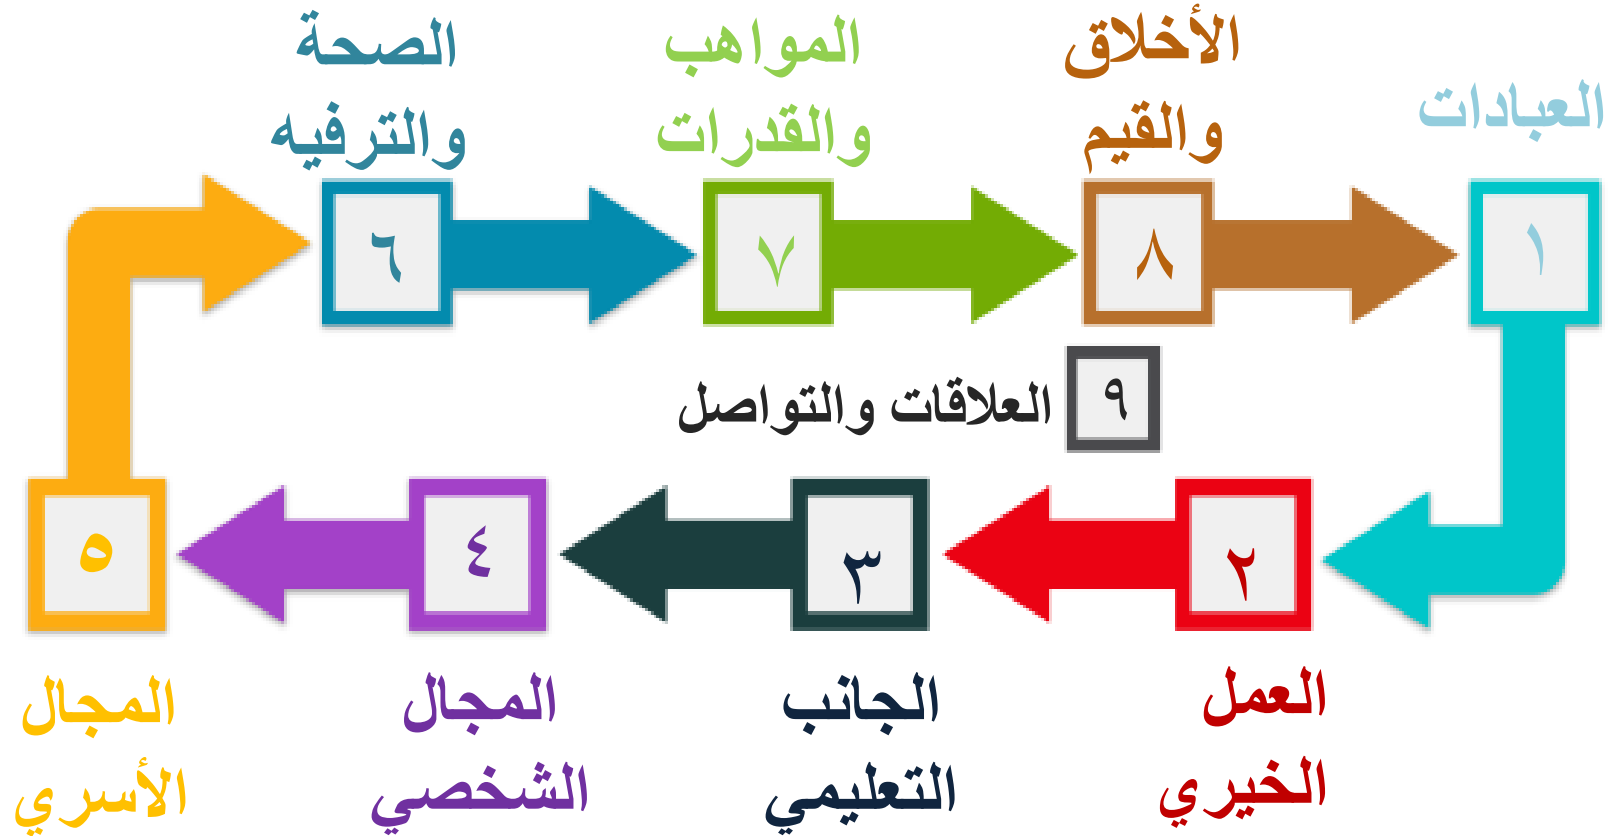 العبادات
١
الأخلاق
والقيم
٨
المواهب
والقدرات
٧
الصحة
والترفيه
٦
٩
العلاقات والتواصل
٢
العمل
الخيري
٣
الجانب
التعليمي
٤
المجال
الشخصي
٥
المجال
الأسري